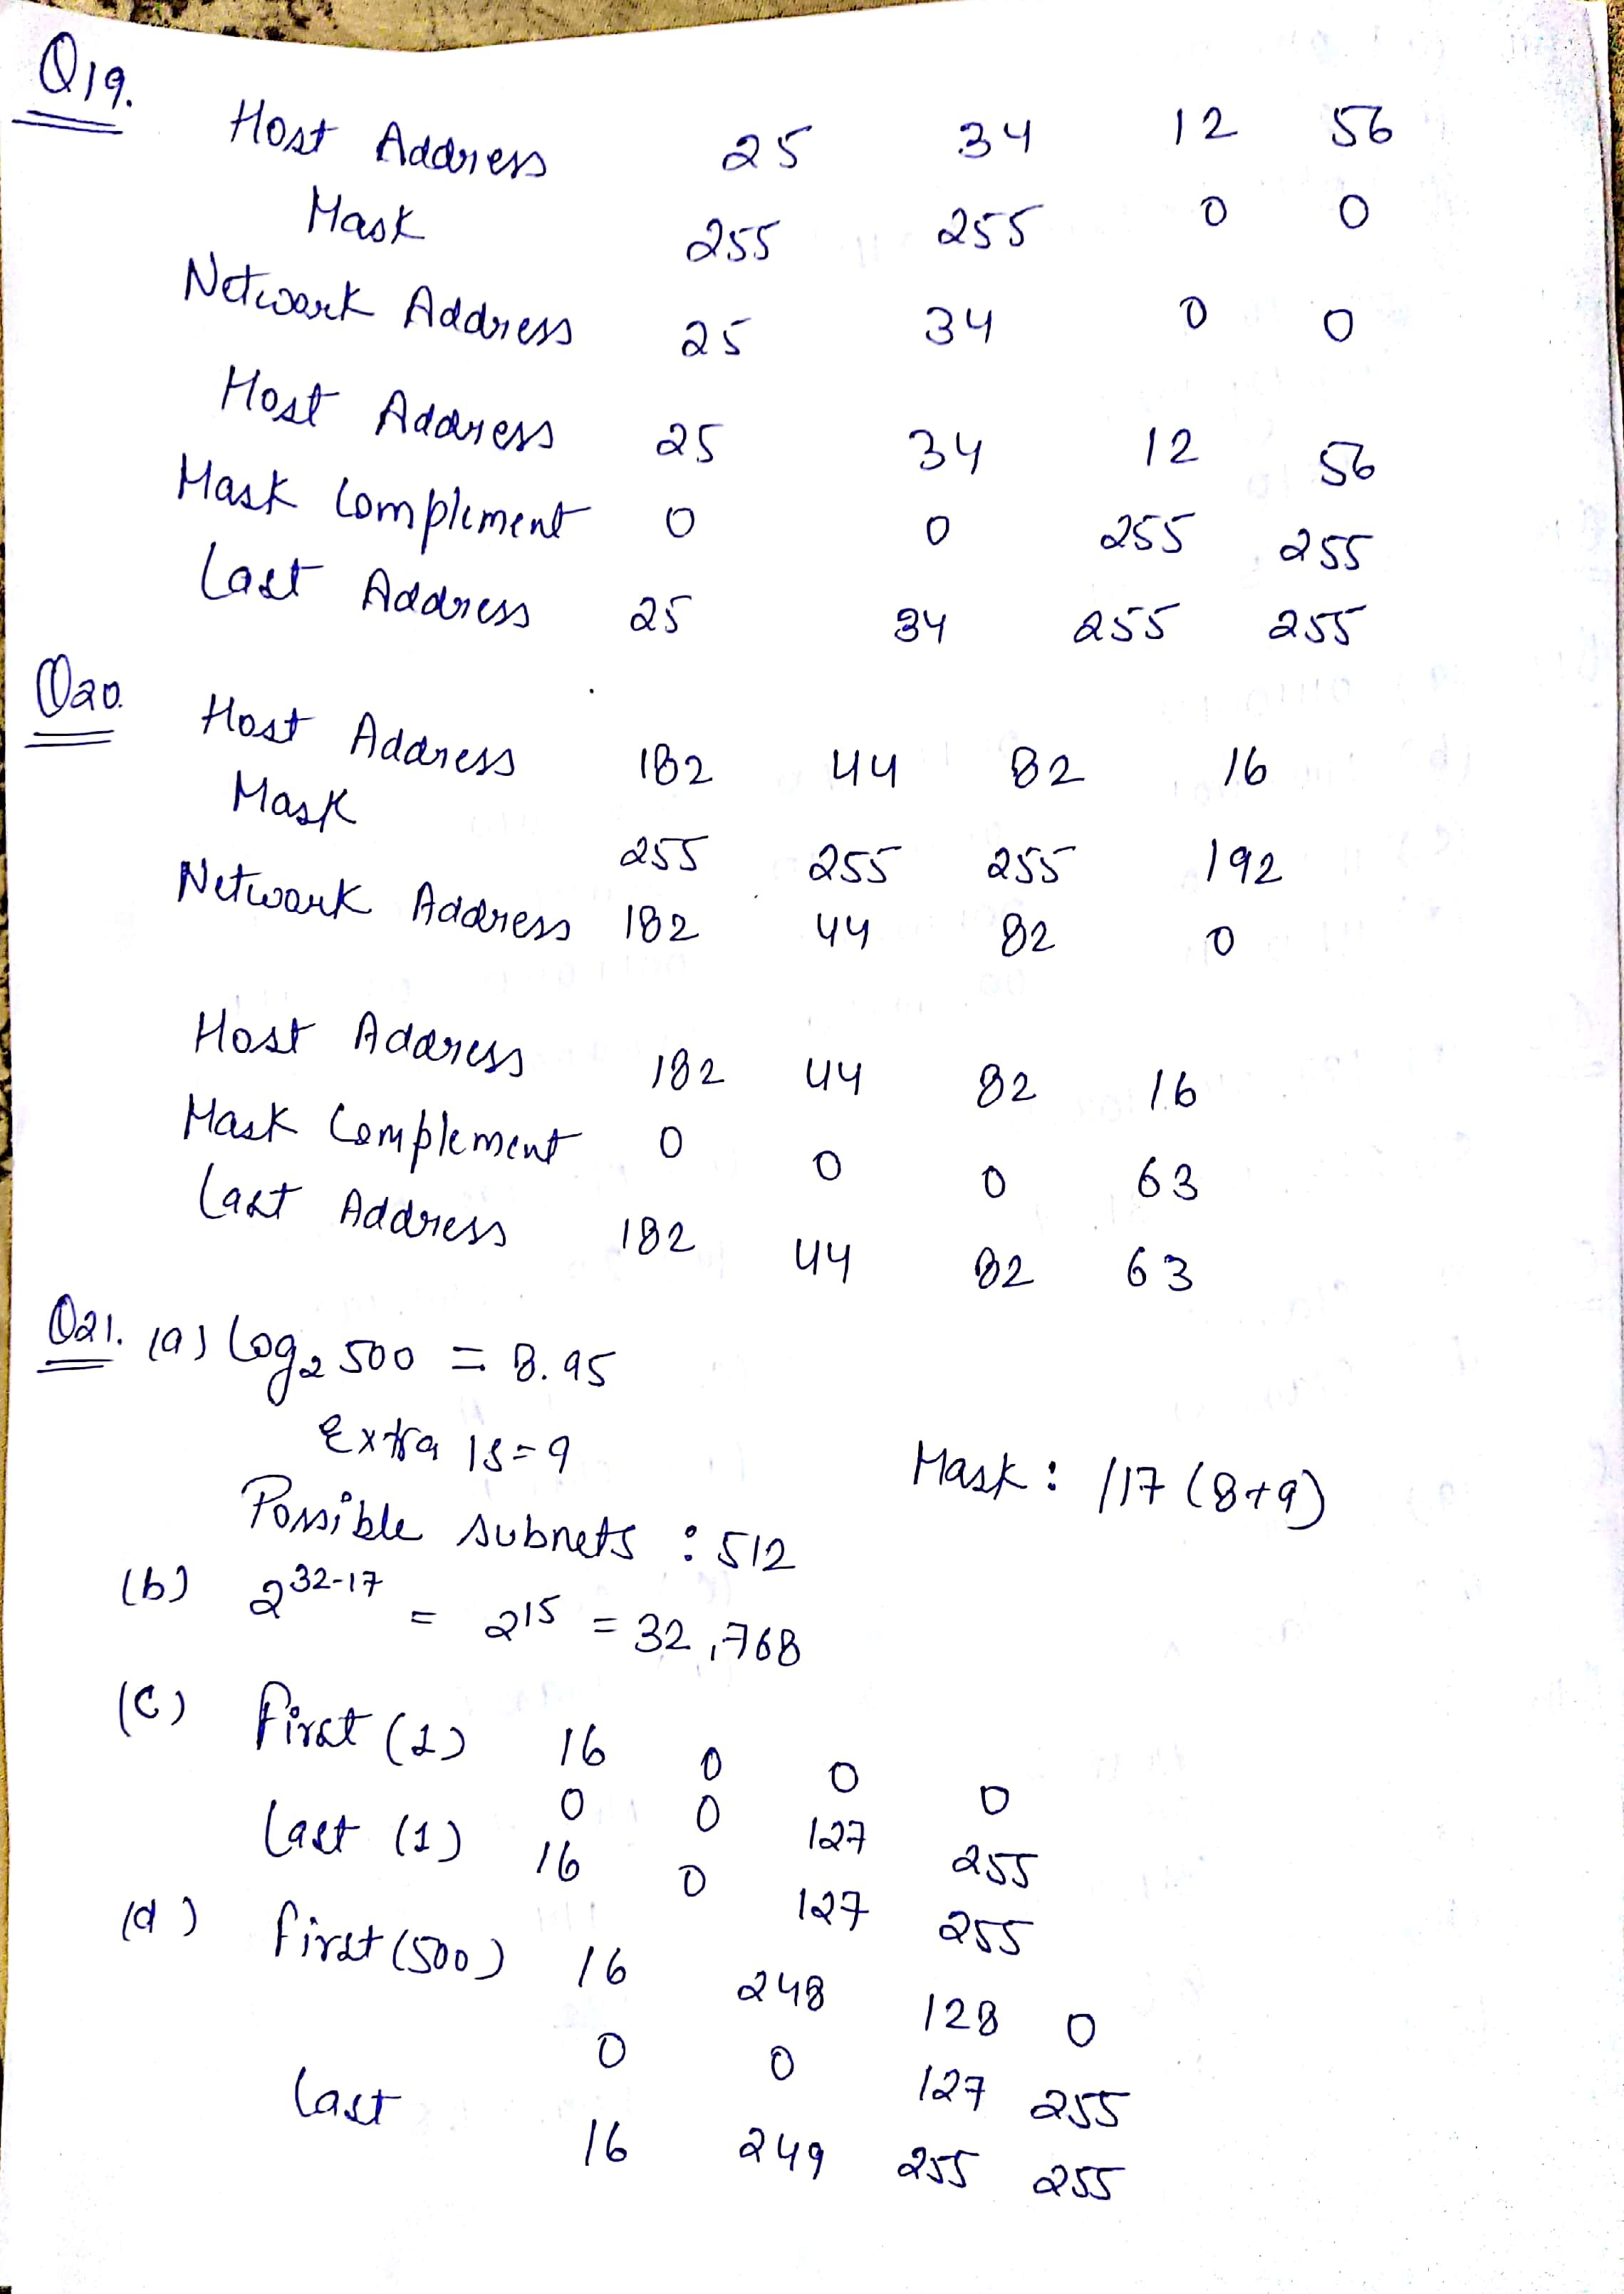 Q19.
Host Address 25 34 12 56
Mask 255 255 0 0
Network Address 25 34 0 0
Host Address 25 34 12 56
Mask Complement 0 0 255 255
Last Address 25 34 255 255
Q20.
Host Address 182 44 82 16
Mask 255 255 255 192
Network Address 182 44 82 0
Host Address 182 44 82 16
Mask Complement 0 0 0 63
Last Address 182 44 82 63
Q21. (a) log₂ 500 = 8.95
Extra 1s = 9
Mask : /17 (8+9)
Possible subnets : 512
(b) 2³²⁻¹⁷ = 2¹⁵ = 32,768
(c) First (1) 16 0 0 0
0 0 127 255
Last (1) 16 0 127 255
(d) first (500) 16 248 128 0
0 0 127 255
Last 16 249 255 255